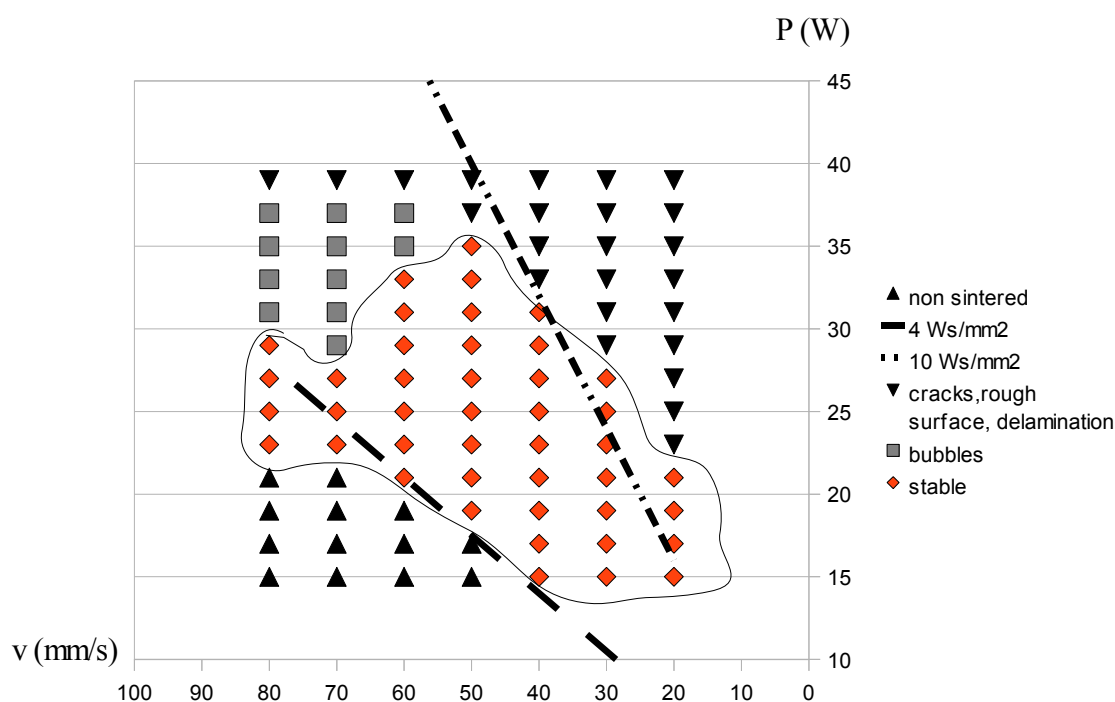 P (W)
45
40
35
30
25
20
15
10
v (mm/s)
100 90 80 70 60 50 40 30 20 10 0
non sintered
4 Ws/mm2
10 Ws/mm2
cracks,rough
surface, delamination
bubbles
stable